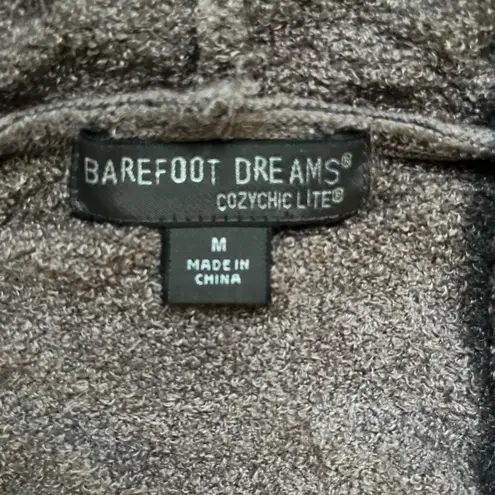 BAREFOOT DREAMS®
COZYCHIC LITE®
M
MADE IN
CHINA